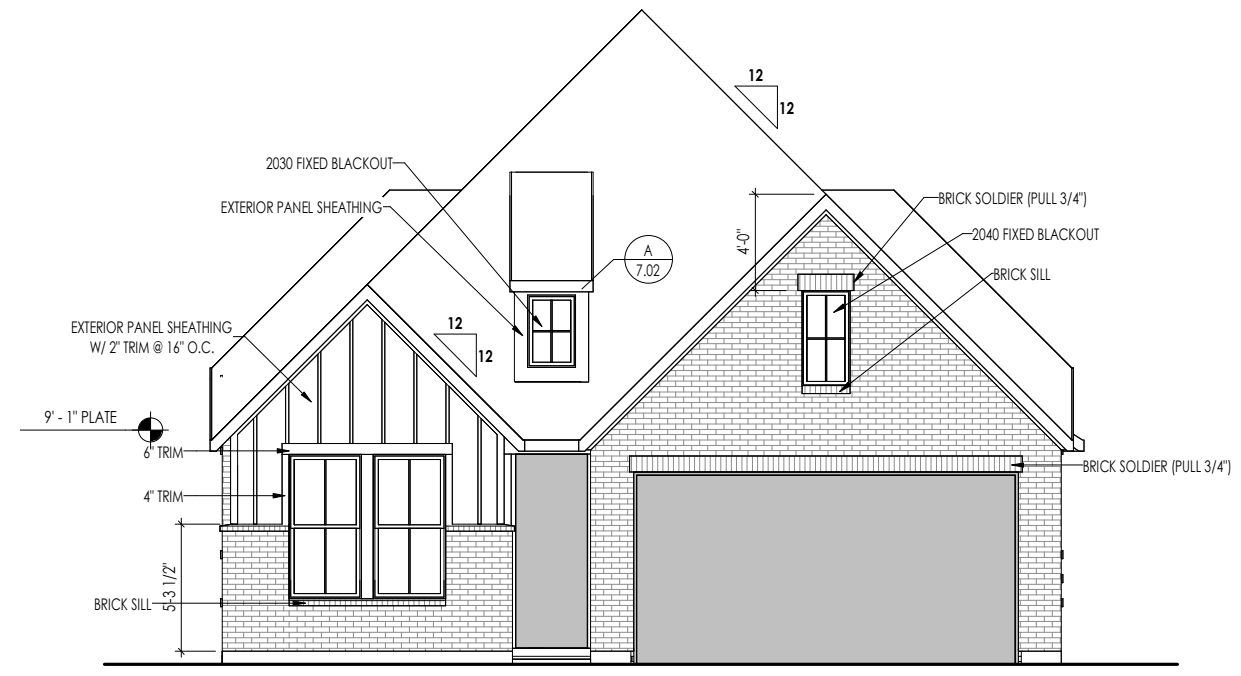 12
12
2030 FIXED BLACKOUT
EXTERIOR PANEL SHEATHING
BRICK SOLDIER (PULL 3/4")
4'-0"
2040 FIXED BLACKOUT
A
7.02
BRICK SILL
EXTERIOR PANEL SHEATHING
W/ 2" TRIM @ 16" O.C.
12
12
9' - 1" PLATE
6" TRIM
BRICK SOLDIER (PULL 3/4")
4" TRIM
5'-3 1/2"
BRICK SILL